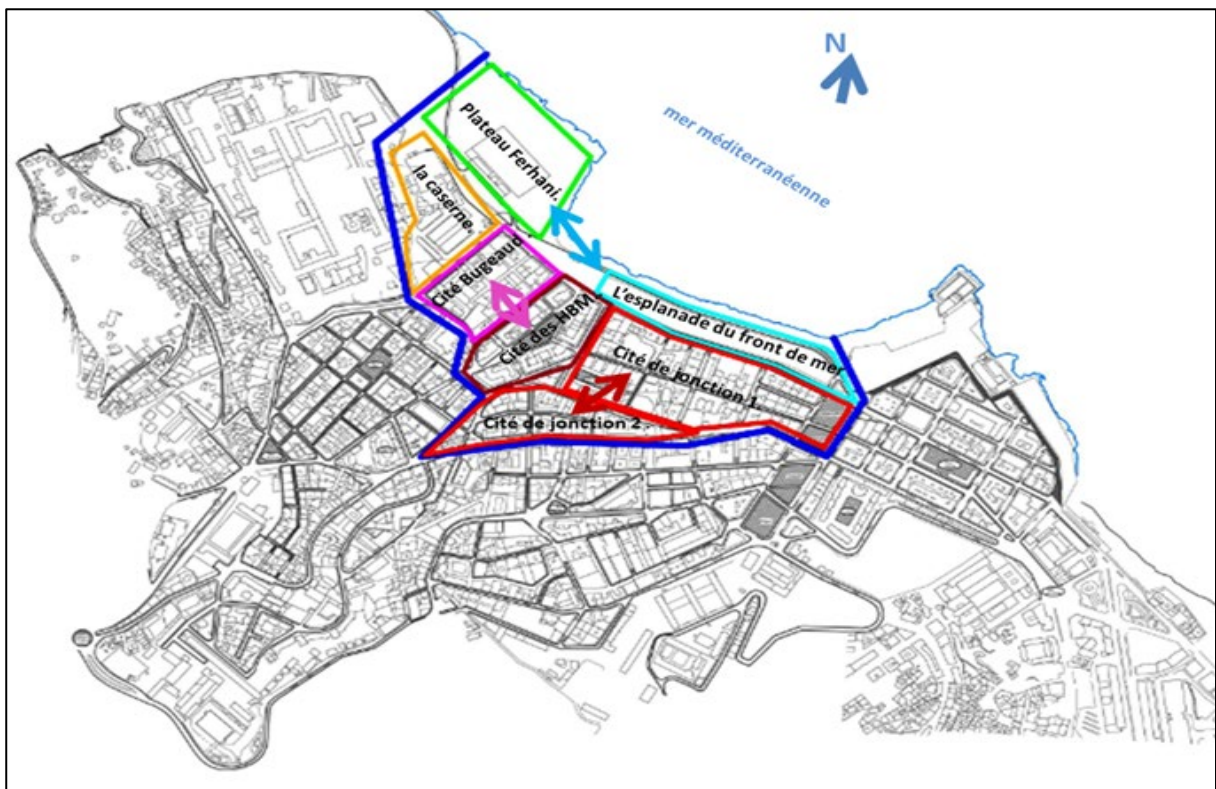 N
mer méditerranéenne
Plateau Ferhani.
la caserne.
Cité Bugeaud
Cité des HBM
L'esplanade du front de mer
Cité de jonction 1.
Cité de jonction 2 .